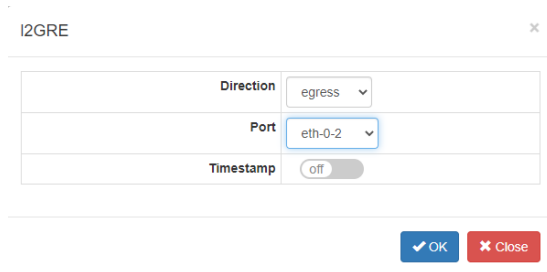 l2GRE
×
Direction egress
Port eth-0-2
Timestamp off
OK Close